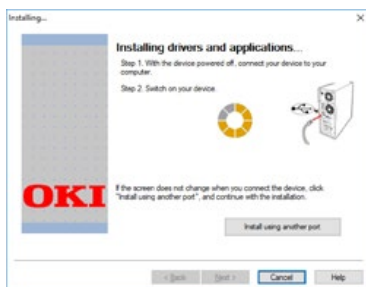 Installing...
Installing drivers and applications...
Step 1. With the device powered off, connect your device to your
computer.
Step 2. Switch on your device.
OKI
If the screen does not change when you connect the device, click
"Install using another port", and continue with the installation.
Install using another port
< Back
Next >
Cancel
Help